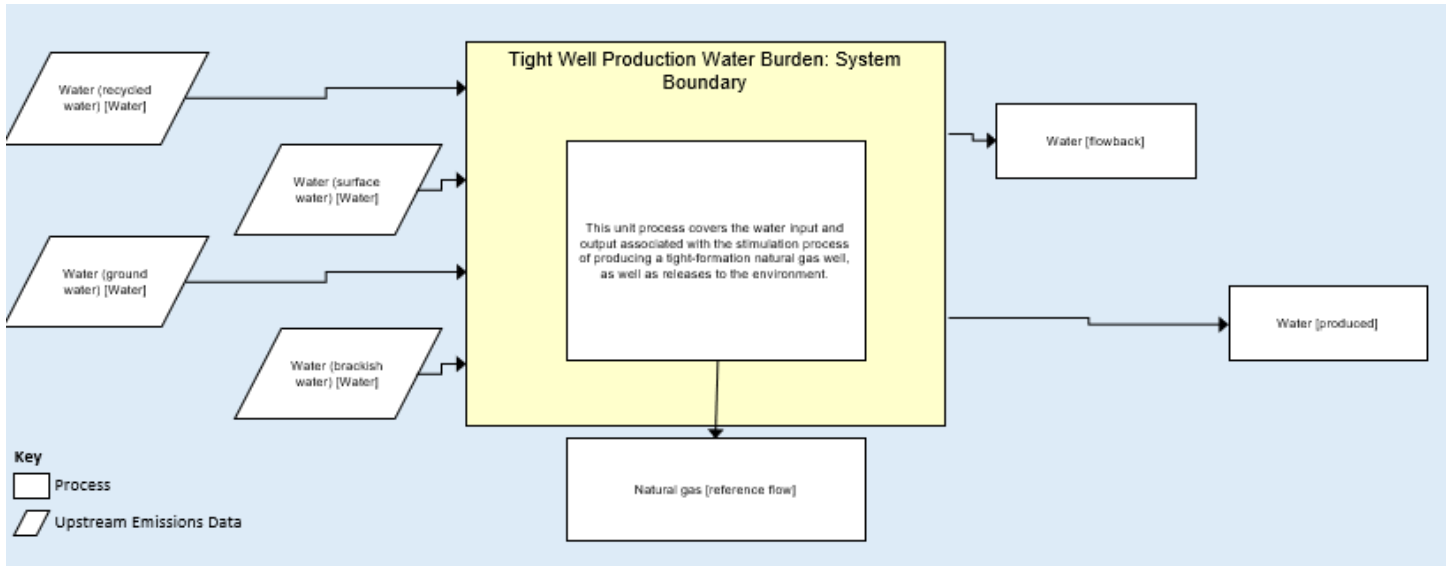 Tight Well Production Water Burden: System
Boundary
Water (recycled
water) [Water]
Water (surface
water) [Water]
Water (ground
water) [Water]
Water (brackish
water) [Water]
This unit process covers the water input and
output associated with the stimulation process
of producing a tight-formation natural gas well,
as well as releases to the environment.
Water [flowback]
Water [produced]
Natural gas [reference flow]
Key
Process
Upstream Emissions Data